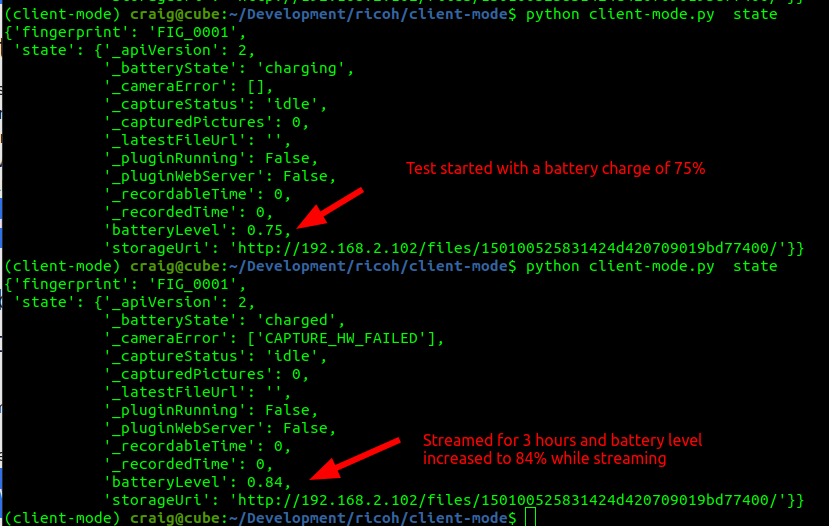 (client-mode) craig@cube:~/Development/ricoh/client-mode$ python client-mode.py  state
{'fingerprint': 'FIG_0001',
 'state': {'_apiVersion': 2,
           '_batteryState': 'charging',
           '_cameraError': [],
           '_captureStatus': 'idle',
           '_capturedPictures': 0,
           '_latestFileUrl': '',
           '_pluginRunning': False,
           '_pluginWebServer': False,
           '_recordableTime': 0,
           '_recordedTime': 0,
           'batteryLevel': 0.75,
           'storageUri': 'http://192.168.2.102/files/150100525831424d420709019bd77400/'}}
Test started with a battery charge of 75%
(client-mode) craig@cube:~/Development/ricoh/client-mode$ python client-mode.py  state
{'fingerprint': 'FIG_0001',
 'state': {'_apiVersion': 2,
           '_batteryState': 'charged',
           '_cameraError': ['CAPTURE_HW_FAILED'],
           '_captureStatus': 'idle',
           '_capturedPictures': 0,
           '_latestFileUrl': '',
           '_pluginRunning': False,
           '_pluginWebServer': False,
           '_recordableTime': 0,
           '_recordedTime': 0,
           'batteryLevel': 0.84,
           'storageUri': 'http://192.168.2.102/files/150100525831424d420709019bd77400/'}}
Streamed for 3 hours and battery level
increased to 84% while streaming
(client-mode) craig@cube:~/Development/ricoh/client-mode$